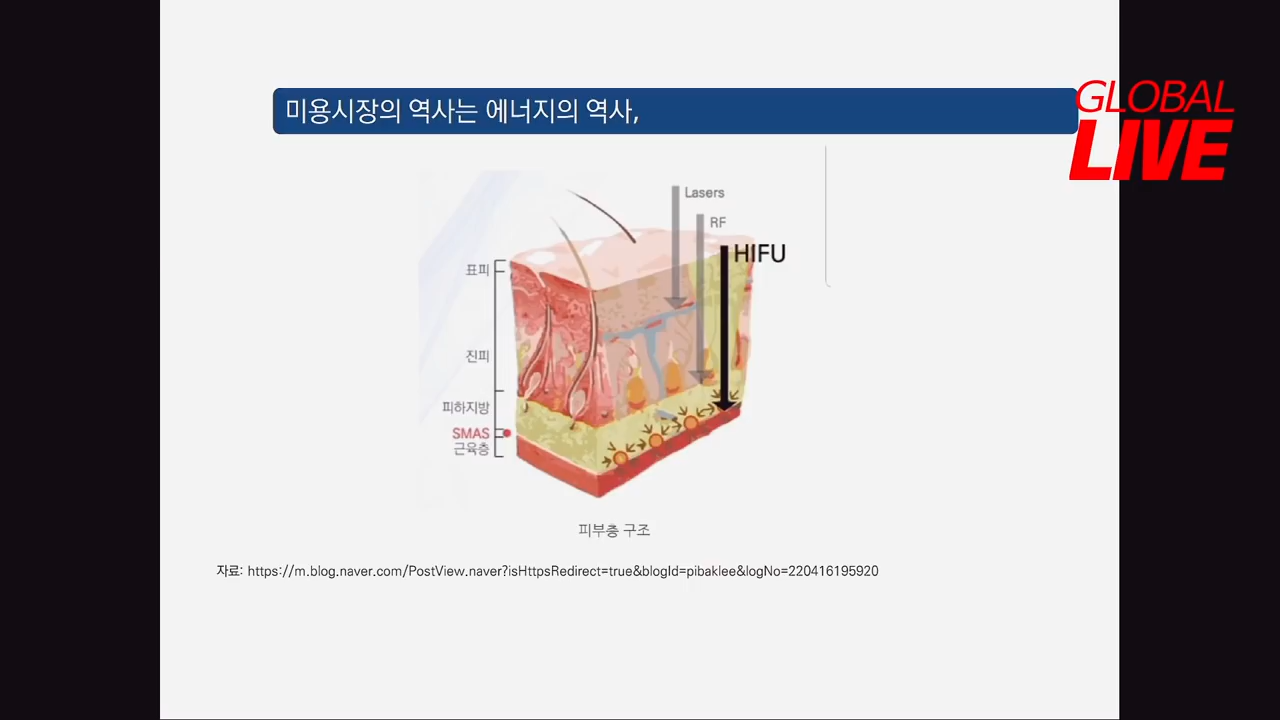 미용시장의 역사는 에너지의 역사,
GLOBAL
LIVE
Lasers
RF
HIFU
표피
진피
피하지방
SMAS
근육층
피부층 구조
자료: https://m.blog.naver.com/PostView.naver?isHttpsRedirect=true&blogId=pibaklee&logNo=220416195920